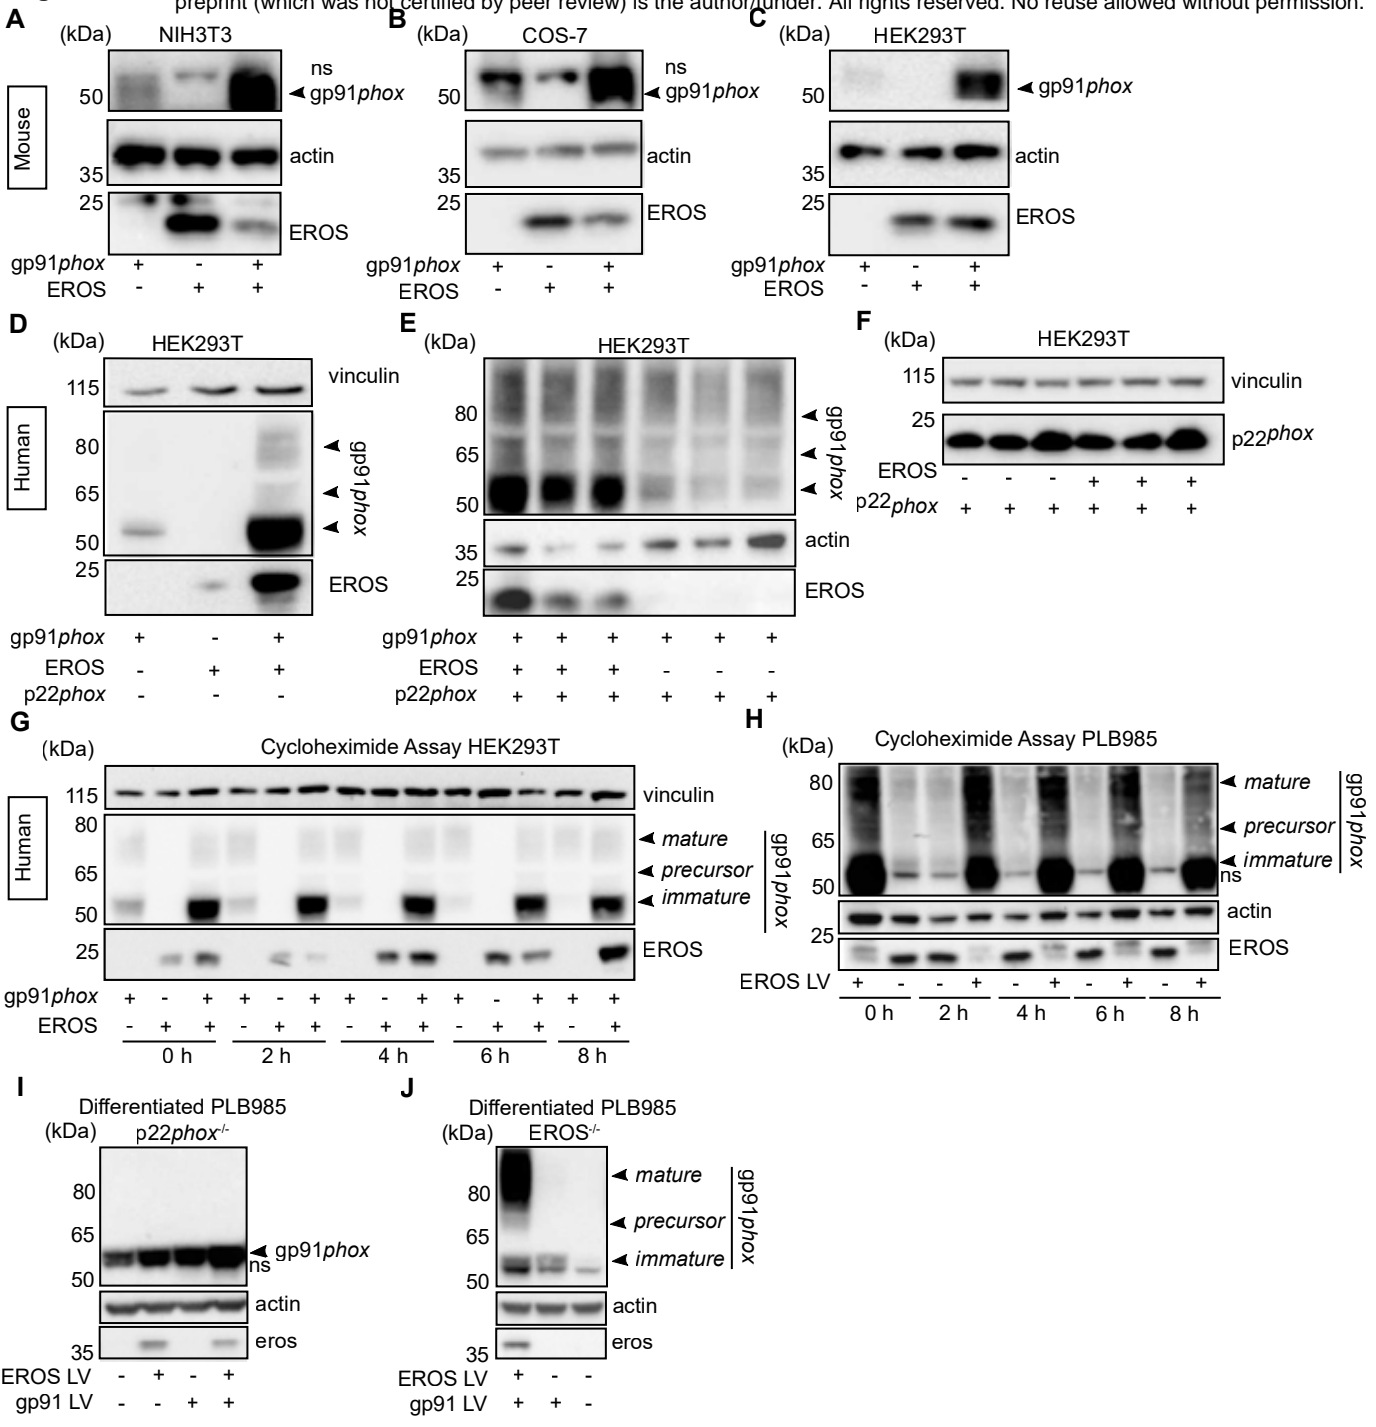 preprint (which was not certified by peer review) is the author/funder. All rights reserved. No reuse allowed without permission.
A
(kDa)
NIH3T3
50
ns
gp91phox
Mouse
actin
35
25
EROS
gp91phox + - +
EROS - + +
B
(kDa)
COS-7
50
ns
gp91phox
actin
35
25
EROS
gp91phox + - +
EROS - + +
C
(kDa)
HEK293T
50
gp91phox
actin
35
25
EROS
gp91phox + - +
EROS - + +
D
(kDa)
HEK293T
115
vinculin
Human
80
65
50
gp91phox
25
EROS
gp91phox + - +
EROS - + +
p22phox - - -
E
(kDa)
HEK293T
80
65
50
gp91phox
actin
35
25
EROS
gp91phox + + + + + +
EROS + + + - - -
p22phox + + + + + +
F
(kDa)
HEK293T
115
vinculin
25
p22phox
EROS - - - + + +
p22phox + + + + + +
G
(kDa)
Cycloheximide Assay HEK293T
115
vinculin
Human
80
mature
65
precursor
immature
50
gp91phox
25
EROS
gp91phox + - + + - + + - + + - + + +
EROS - + + - + + - + + - + + - +
0 h 2 h 4 h 6 h 8 h
H
(kDa)
Cycloheximide Assay PLB985
80
mature
65
precursor
immature
50
ns
gp91phox
actin
25
EROS
EROS LV + - - + - + - + - +
0 h 2 h 4 h 6 h 8 h
I
Differentiated PLB985
(kDa)
p22phox-/-
80
65
gp91phox
ns
50
actin
eros
35
EROS LV - + - +
gp91 LV - - + +
J
Differentiated PLB985
(kDa)
EROS-/-
mature
80
precursor
65
immature
50
gp91phox
actin
eros
35
EROS LV + - -
gp91 LV + + -